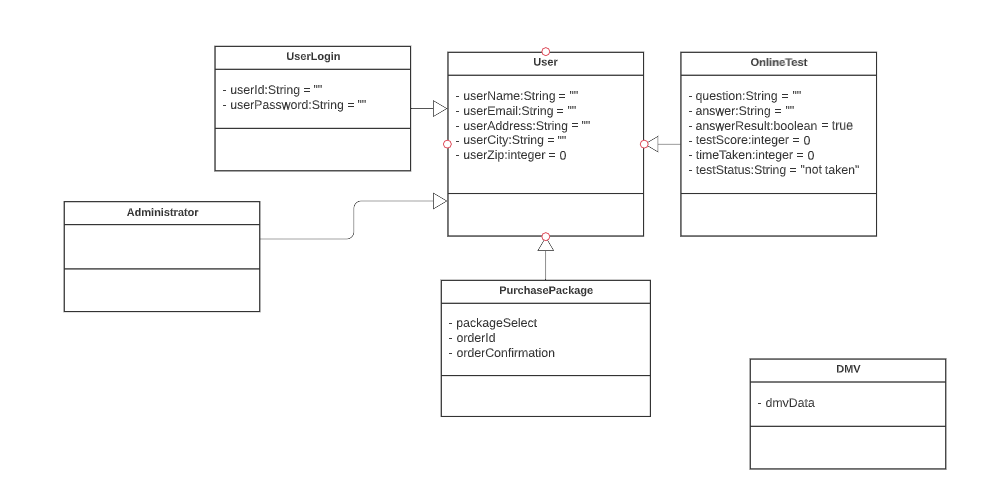 UserLogin
- userId:String = ""
- userPassword:String = ""
User
- userName:String = ""
- userEmail:String = ""
- userAddress:String = ""
- userCity:String = ""
- userZip:integer = 0
OnlineTest
- question:String = ""
- answer:String = ""
- answerResult:boolean = true
- testScore:integer = 0
- timeTaken:integer = 0
- testStatus:String = "not taken"
Administrator
PurchasePackage
- packageSelect
- orderId
- orderConfirmation
DMV
- dmvData